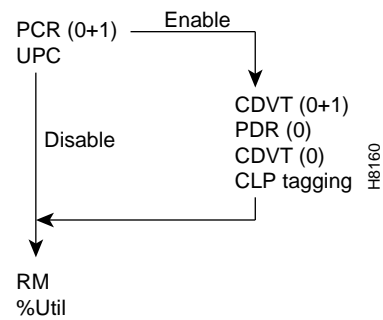 PCR (0+1)
Enable
UPC
CDVT (0+1)
Disable
PDR (0)
CDVT (0)
CLP tagging
H8160
RM
%Util